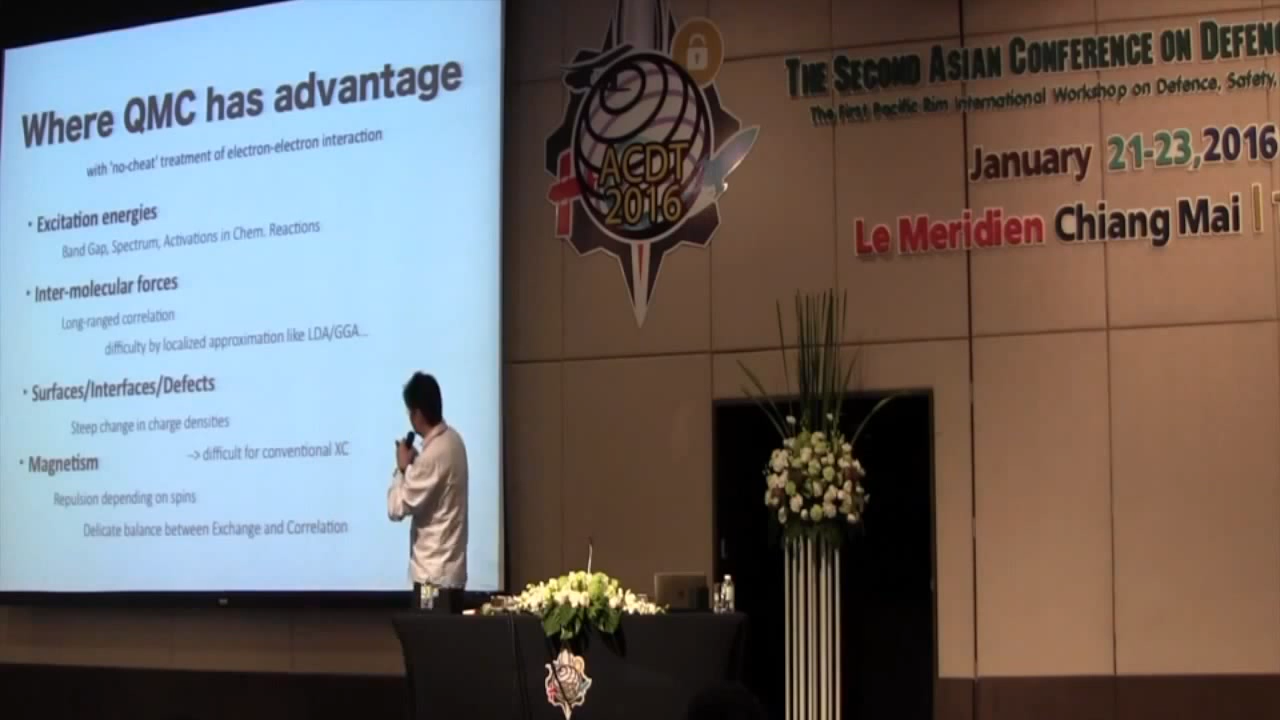 Where QMC has advantage
with 'no-cheat' treatment of electron-electron interaction
· Excitation energies
Band Gap, Spectrum, Activations in Chem. Reactions
· Inter-molecular forces
Long-ranged correlation
difficulty by localized approximation like LDA/GGA...
· Surfaces/Interfaces/Defects
Steep change in charge densities
--> difficult for conventional XC
· Magnetism
Repulsion depending on spins
Delicate balance between Exchange and Correlation
ACDT
2016
THE SECOND ASIAN CONFERENCE ON DEFENC
The First Pacific Rim International Workshop on Defence, Safety,
January 21-23,2016
Le Meridien Chiang Mai | T